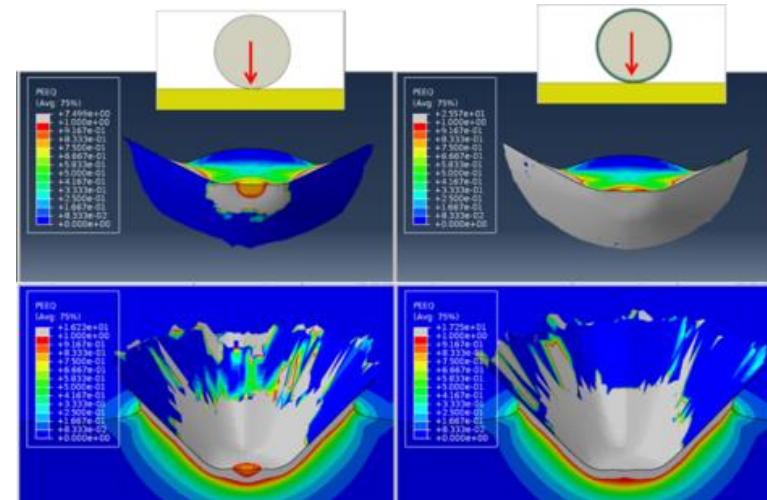 PEEQ
(Avg: 75%)
+7.499e+00
+1.000e+00
+9.167e-01
+8.333e-01
+7.500e-01
+6.667e-01
+5.833e-01
+5.000e-01
+4.167e-01
+3.333e-01
+2.500e-01
+1.667e-01
+8.333e-02
+0.000e+00
PEEQ
(Avg: 75%)
+2.557e+01
+1.000e+00
+9.167e-01
+8.333e-01
+7.500e-01
+6.667e-01
+5.833e-01
+5.000e-01
+4.167e-01
+3.333e-01
+2.500e-01
+1.667e-01
+8.333e-02
+0.000e+00
PEEQ
(Avg: 75%)
+1.622e+01
+1.000e+00
+9.167e-01
+8.333e-01
+7.500e-01
+6.667e-01
+5.833e-01
+5.000e-01
+4.167e-01
+3.333e-01
+2.500e-01
+1.667e-01
+8.333e-02
+0.000e+00
PEEQ
(Avg: 75%)
+1.725e+01
+1.000e+00
+9.167e-01
+8.333e-01
+7.500e-01
+6.667e-01
+5.833e-01
+5.000e-01
+4.167e-01
+3.333e-01
+2.500e-01
+1.667e-01
+8.333e-02
+0.000e+00